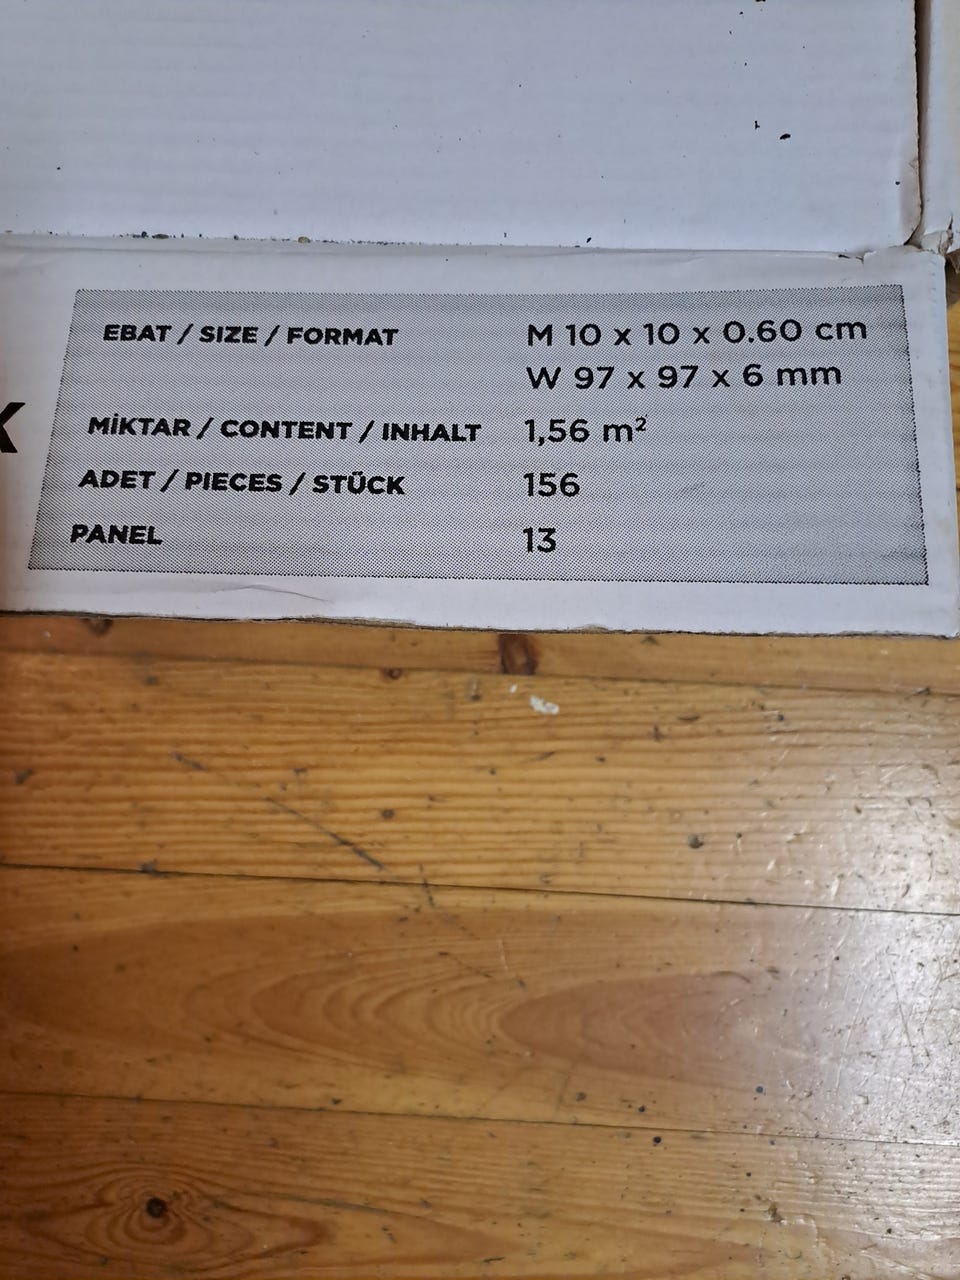 EBAT / SIZE / FORMAT M 10 x 10 x 0.60 cm
W 97 x 97 x 6 mm
MİKTAR / CONTENT / INHALT 1,56 m²
ADET / PIECES / STÜCK 156
PANEL 13